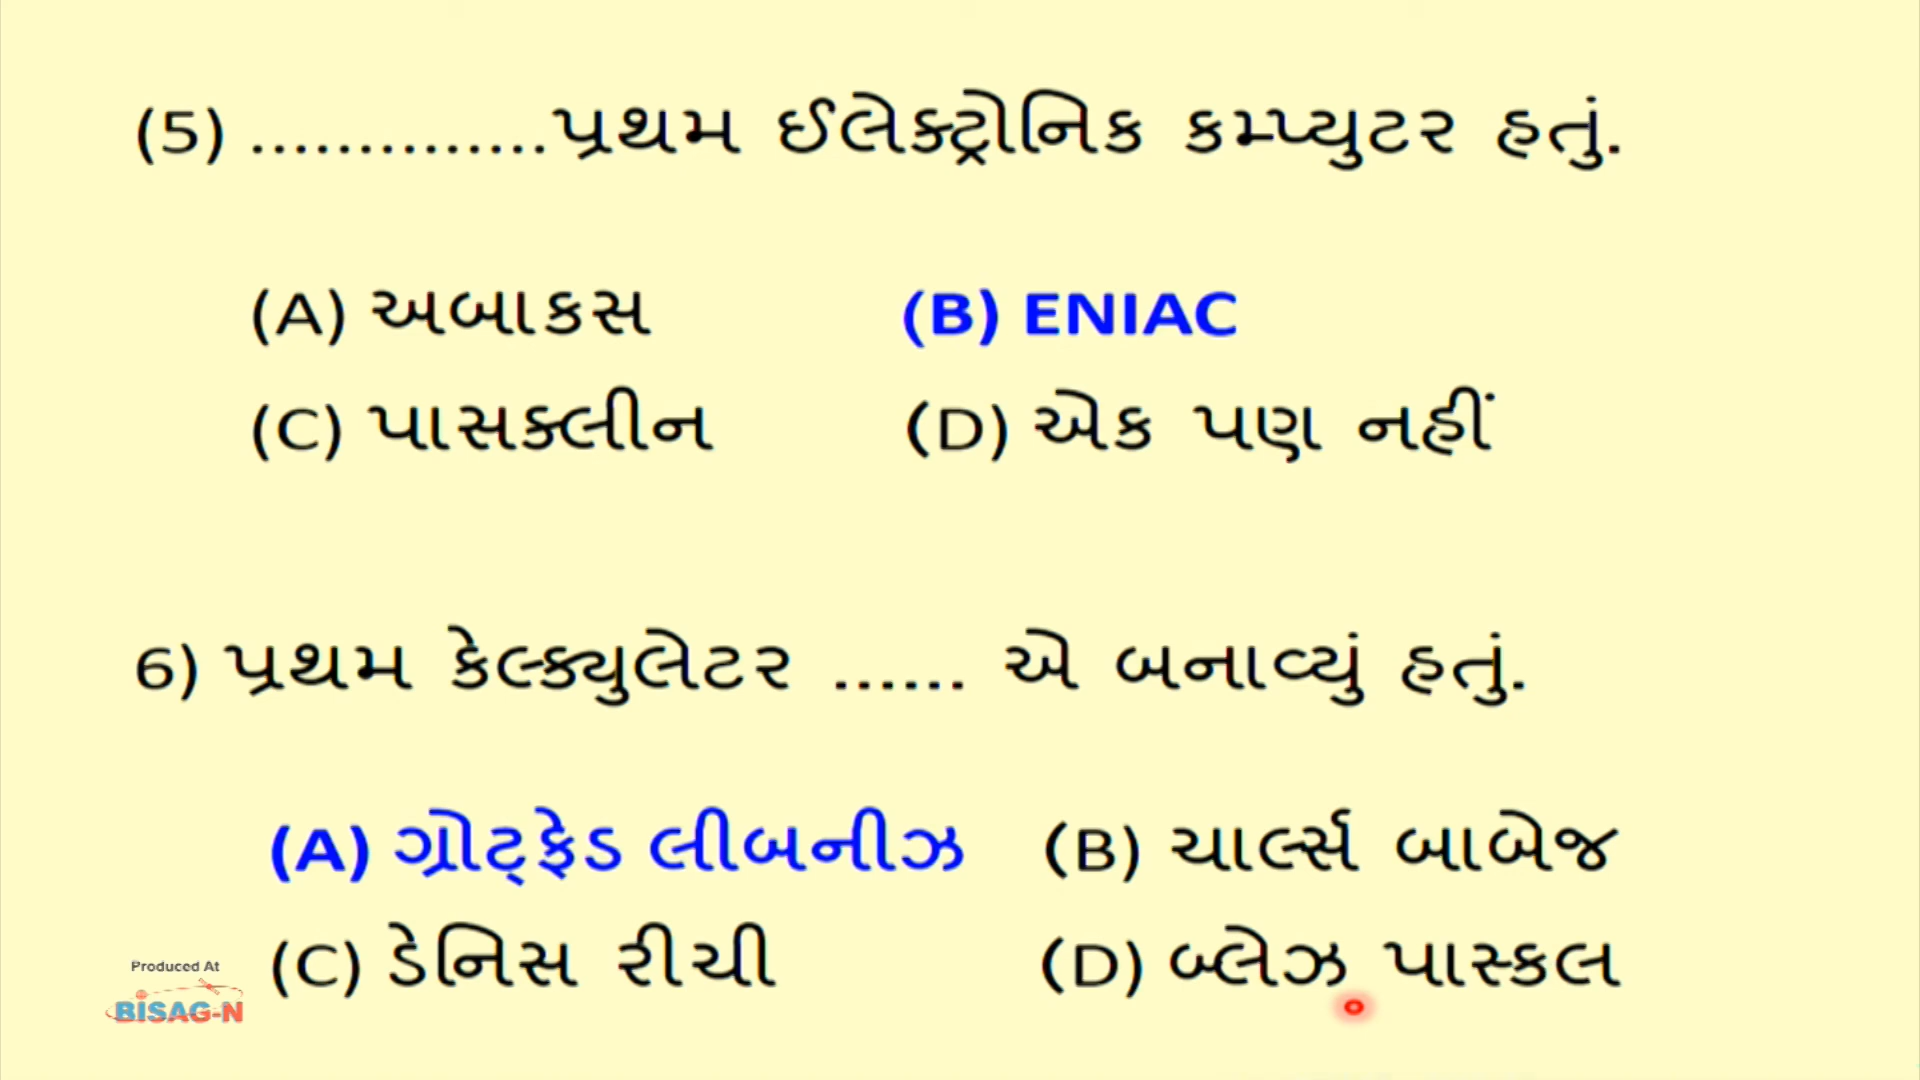 (5) ..............પ્રથમ ઈલેક્ટ્રોનિક કમ્પ્યુટર હતું.
(A) અબાકસ (B) ENIAC
(C) પાસક્લીન (D) એક પણ નહીં
6) પ્રથમ કેલ્ક્યુલેટર ...... એ બનાવ્યું હતું.
(A) ગ્રોટ્ફેડ લીબનીઝ (B) ચાર્લ્સ બાબેજ
(C) ડેનિસ રીચી (D) બ્લેઝ પાસ્કલ
Produced At
BISAG-N